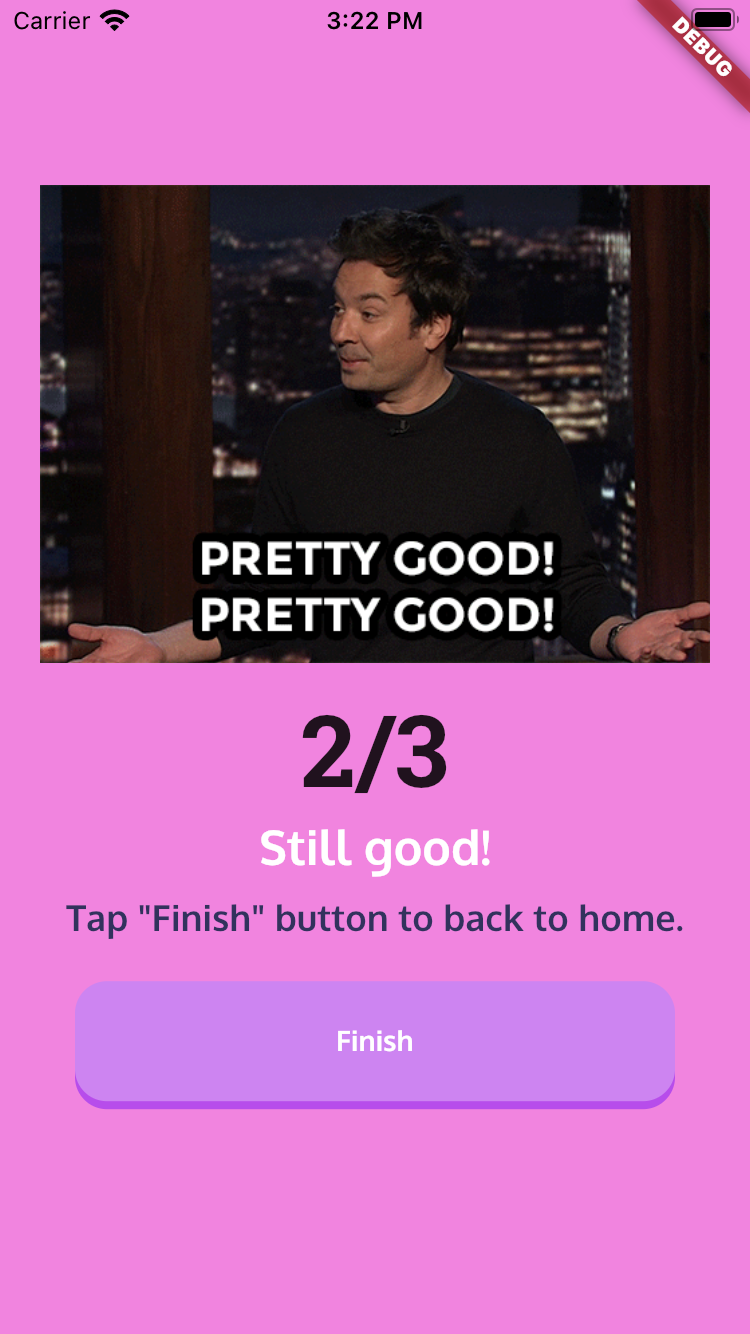 Carrier 3:22 PM
DEBUG
PRETTY GOOD!
PRETTY GOOD!
2/3
Still good!
Tap "Finish" button to back to home.
Finish